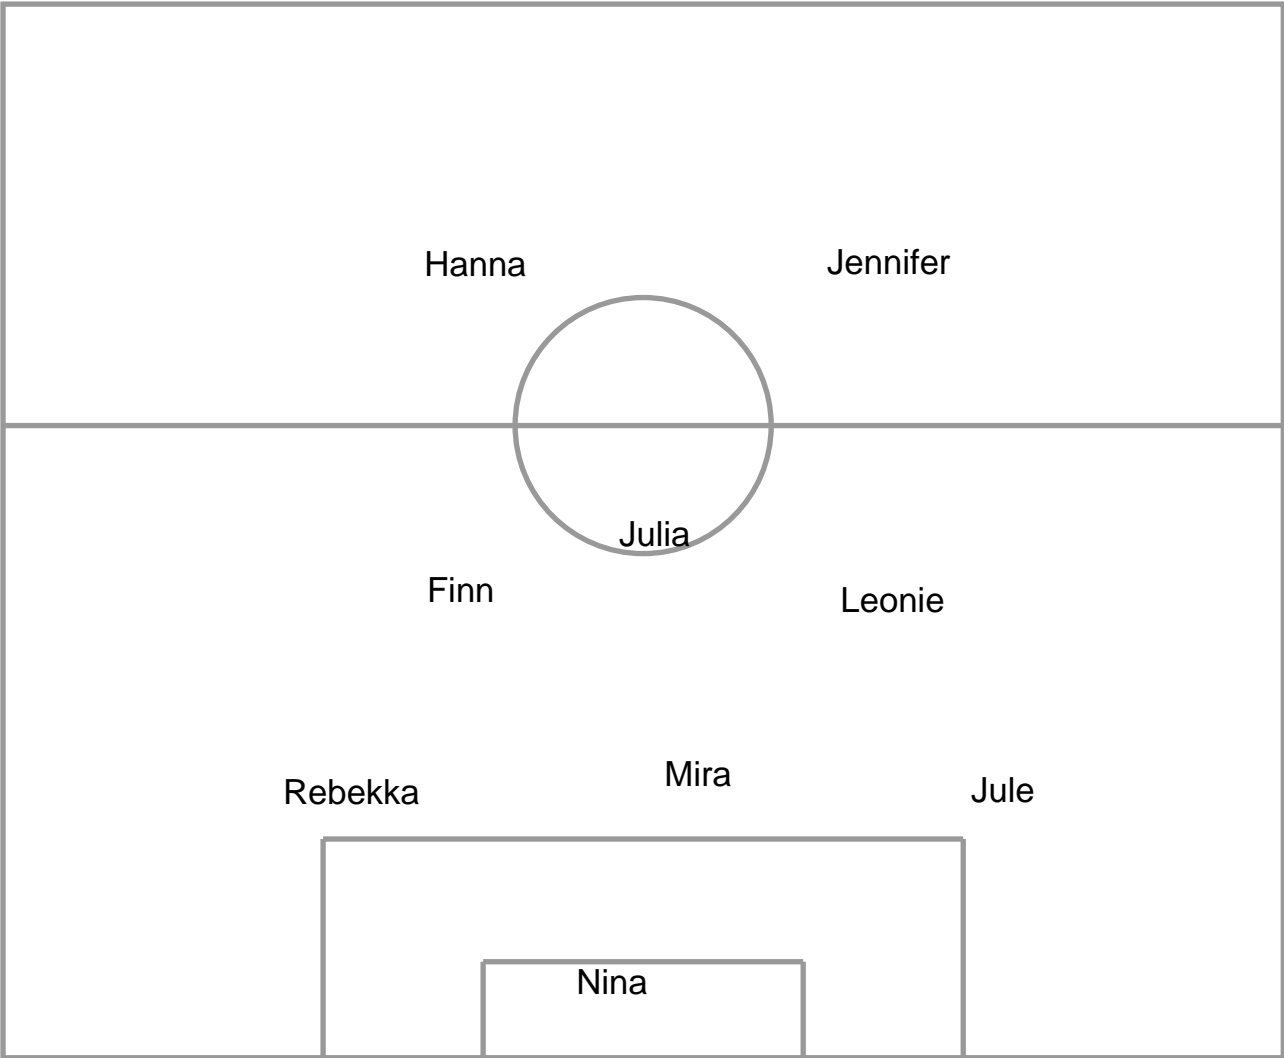 Hanna
Jennifer
Julia
Finn
Leonie
Mira
Rebekka
Jule
Nina